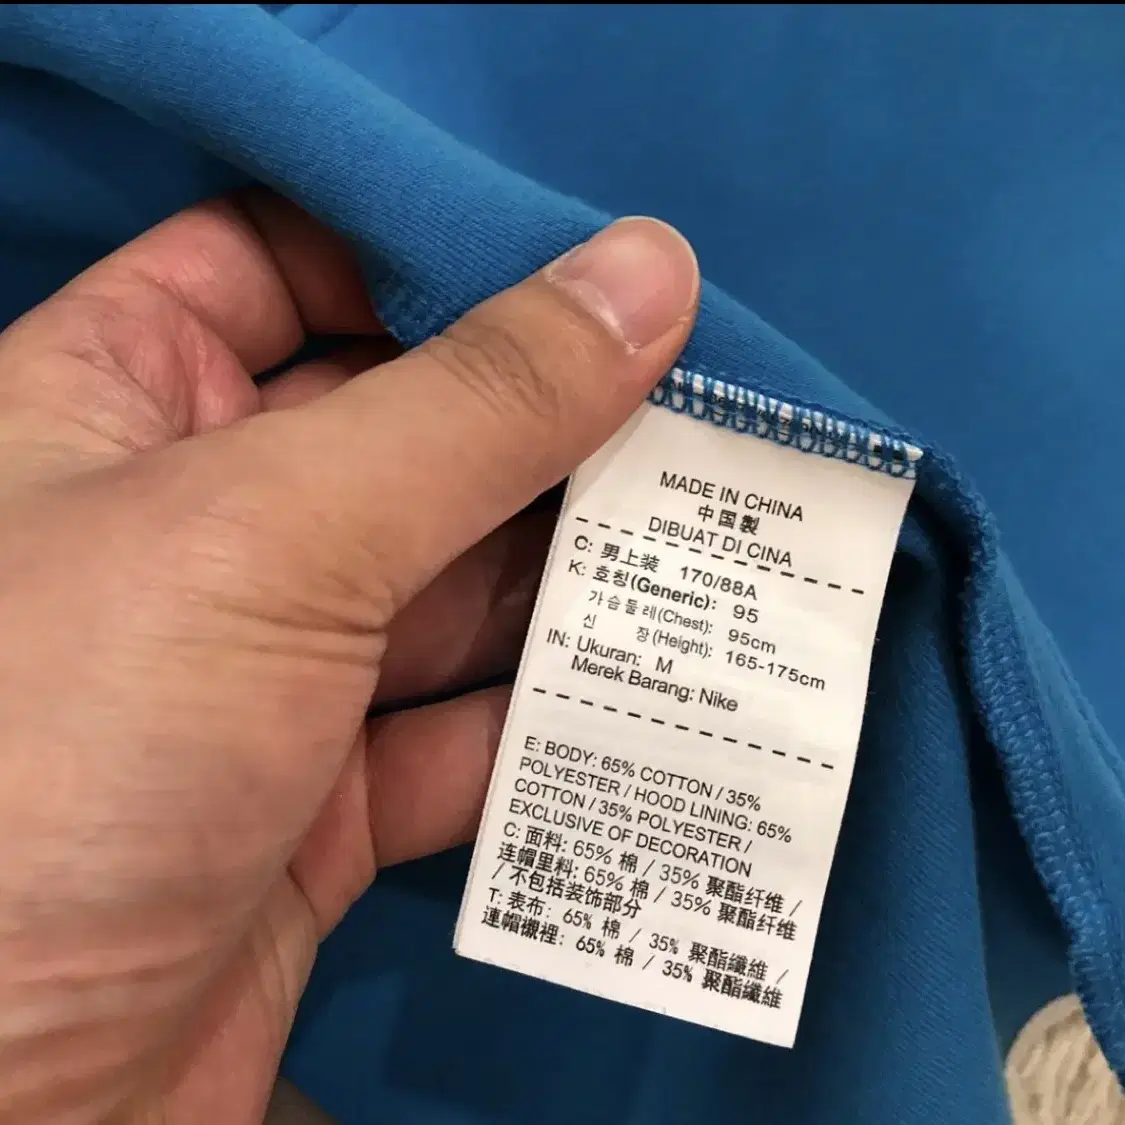 MADE IN CHINA
中国製
DIBUAT DI CINA
C: 男上装 170/88A
K: 호칭(Generic): 95
가슴둘레(Chest): 95cm
신 장(Height): 165-175cm
IN: Ukuran: M
Merek Barang: Nike
E: BODY: 65% COTTON / 35%
POLYESTER / HOOD LINING: 65%
COTTON / 35% POLYESTER /
EXCLUSIVE OF DECORATION
C: 面料: 65% 棉 / 35% 聚酯纤维 /
连帽里料: 65% 棉 / 35% 聚酯纤维
/ 不包括装饰部分
T: 表布: 65% 棉 / 35% 聚酯纖維 /
連帽襯裡: 65% 棉 / 35% 聚酯纖維